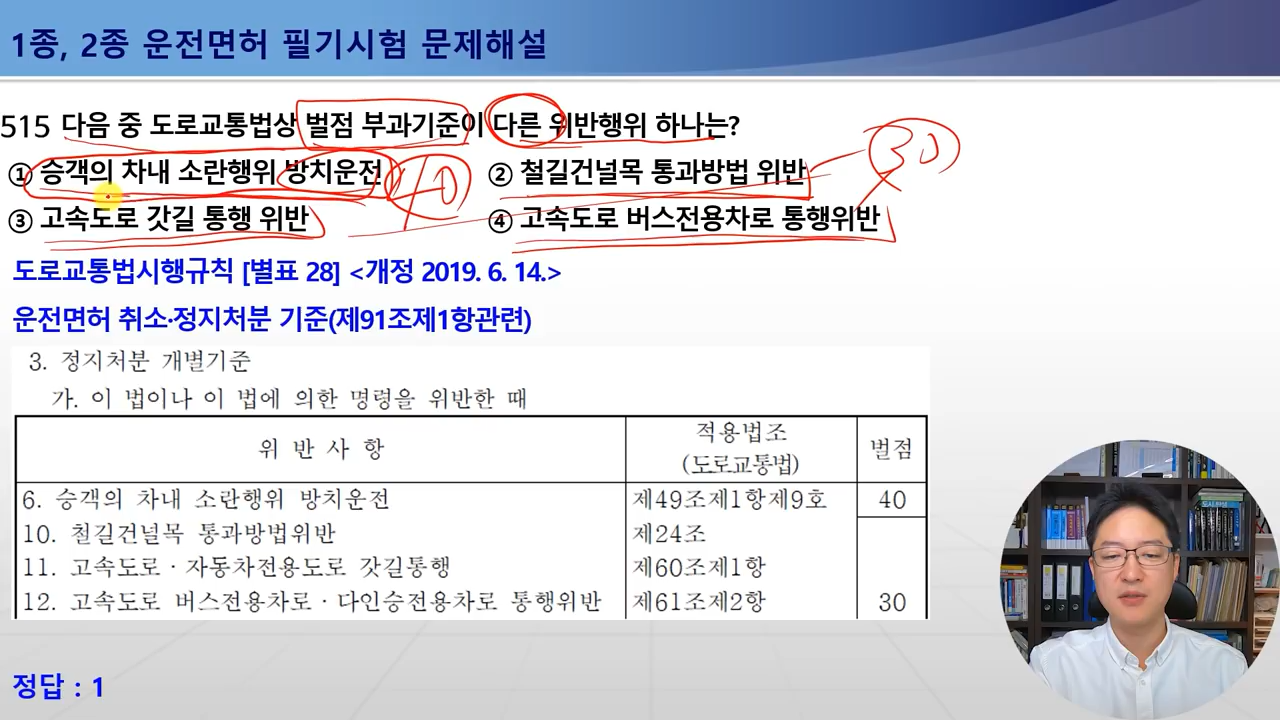 1종, 2종 운전면허 필기시험 문제해설
515 다음 중 도로교통법상 벌점 부과기준이 다른 위반행위 하나는?
① 승객의 차내 소란행위 방치운전 40 ② 철길건널목 통과방법 위반 30
③ 고속도로 갓길 통행 위반 ④ 고속도로 버스전용차로 통행위반
도로교통법시행규칙 [별표 28] <개정 2019. 6. 14.>
운전면허 취소·정지처분 기준(제91조제1항관련)
3. 정지처분 개별기준
가. 이 법이나 이 법에 의한 명령을 위반한 때
위 반 사 항 적용법조 (도로교통법) 벌점
6. 승객의 차내 소란행위 방치운전 제49조제1항제9호 40
10. 철길건널목 통과방법위반 제24조
11. 고속도로·자동차전용도로 갓길통행 제60조제1항
12. 고속도로 버스전용차로·다인승전용차로 통행위반 제61조제2항 30
정답 : 1